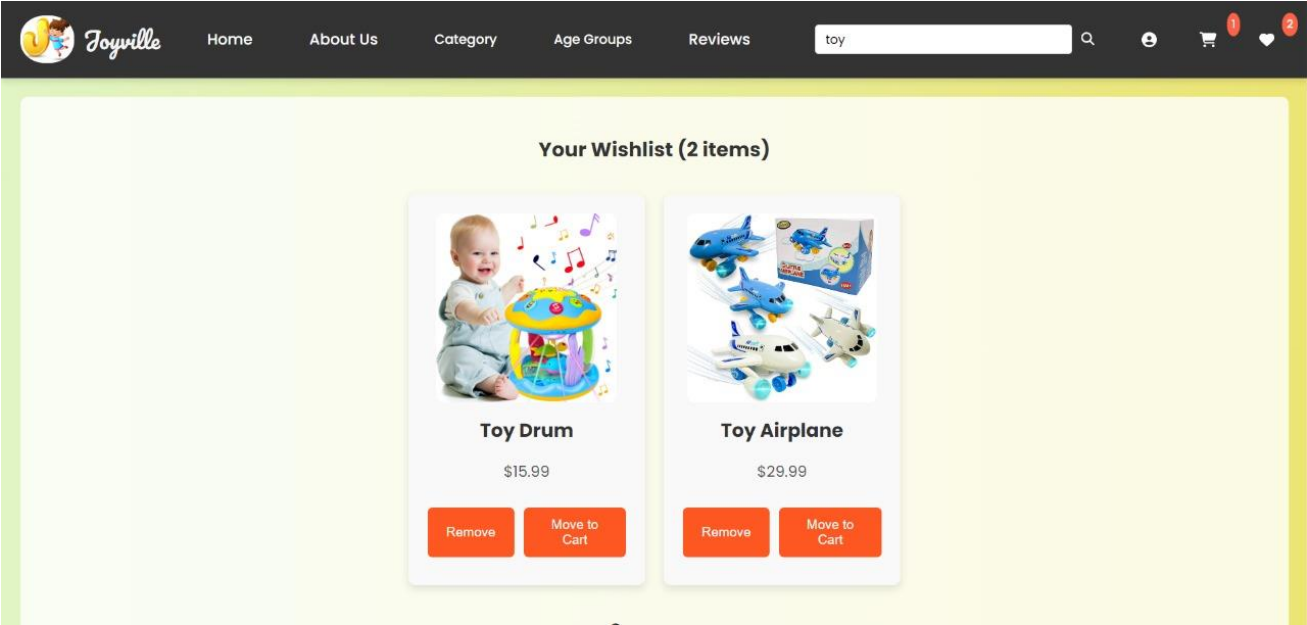 Joyville
Home
About Us
Category
Age Groups
Reviews
toy
1
2
Your Wishlist (2 items)
Toy Drum
Toy Airplane
$15.99
$29.99
Remove
Move to
Cart
Remove
Move to
Cart